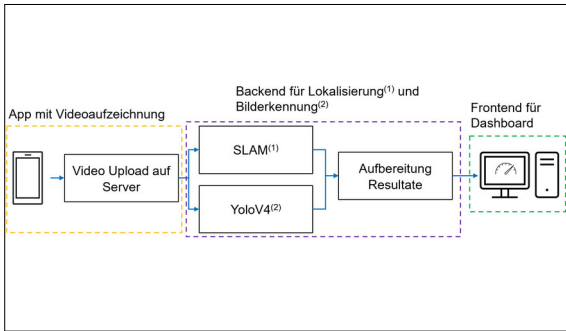 App mit Videoaufzeichnung
Video Upload auf
Server
Backend für Lokalisierung(1) und
Bilderkennung(2)
SLAM(1)
YoloV4(2)
Aufbereitung
Resultate
Frontend für
Dashboard